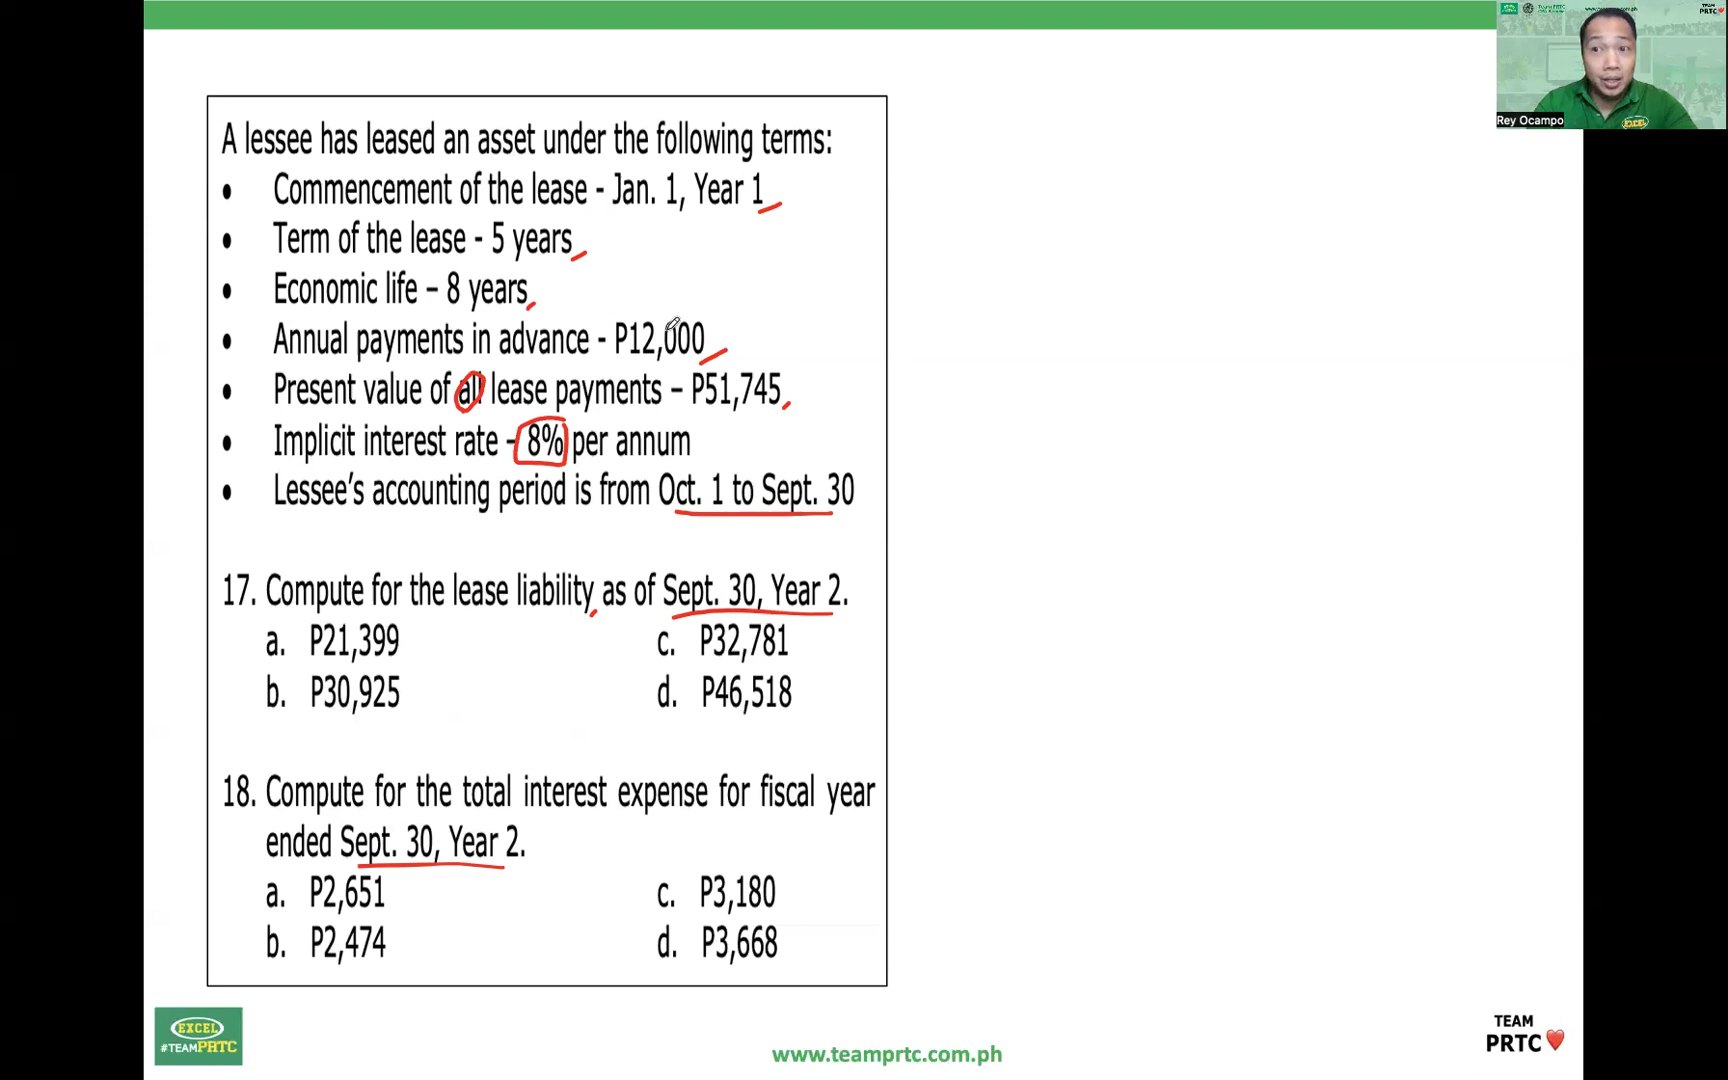 A lessee has leased an asset under the following terms:
• Commencement of the lease - Jan. 1, Year 1
• Term of the lease - 5 years
• Economic life – 8 years
• Annual payments in advance - P12,000
• Present value of all lease payments – P51,745
• Implicit interest rate - 8% per annum
• Lessee’s accounting period is from Oct. 1 to Sept. 30
17. Compute for the lease liability as of Sept. 30, Year 2.
a. P21,399 c. P32,781
b. P30,925 d. P46,518
18. Compute for the total interest expense for fiscal year
ended Sept. 30, Year 2.
a. P2,651 c. P3,180
b. P2,474 d. P3,668
Rey Ocampo
EXCEL
TEAM
PRTC
EXCEL
#TEAMPRTC
www.teamprtc.com.ph
TEAM
PRTC